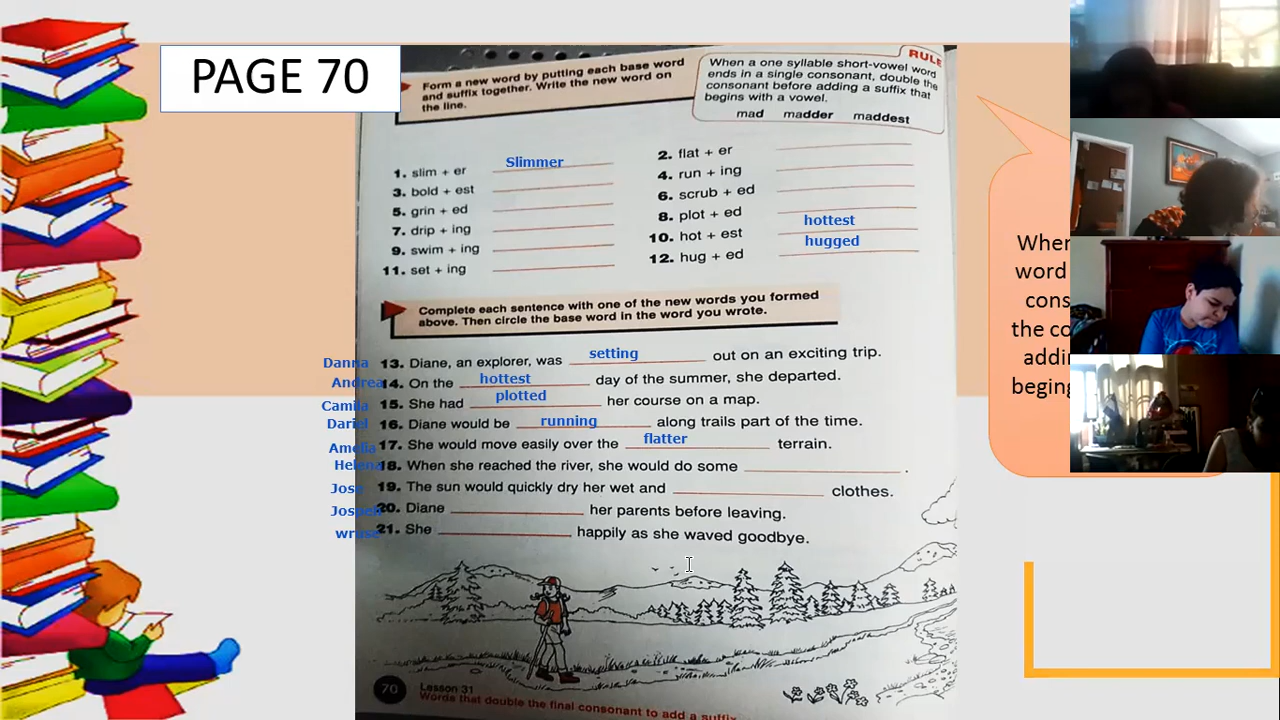 PAGE 70
Form a new word by putting each base word
and suffix together. Write the new word on
the line.
RULE
When a one syllable short-vowel word
ends in a single consonant, double the
consonant before adding a suffix that
begins with a vowel.
mad madder maddest
1. slim + er Slimmer
2. flat + er
3. bold + est
4. run + ing
5. grin + ed
6. scrub + ed
7. drip + ing
8. plot + ed
9. swim + ing
10. hot + est hottest
11. set + ing
12. hug + ed hugged
Complete each sentence with one of the new words you formed
above. Then circle the base word in the word you wrote.
Danna 13. Diane, an explorer, was setting out on an exciting trip.
Andrea 14. On the hottest day of the summer, she departed.
Camila 15. She had plotted her course on a map.
Dariel 16. Diane would be running along trails part of the time.
Amelia 17. She would move easily over the flatter terrain.
Helena 18. When she reached the river, she would do some .
Jose 19. The sun would quickly dry her wet and clothes.
20. Diane her parents before leaving.
21. She happily as she waved goodbye.
70 Lesson 31
Words that double the final consonant to add a suffix
word
cons
the co
addin
beging